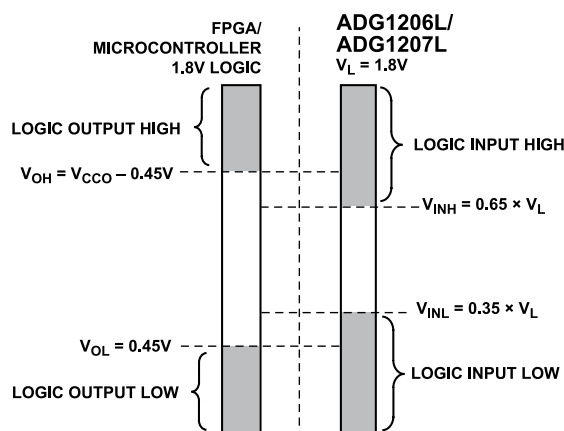 FPGA/
MICROCONTROLLER
1.8V LOGIC
ADG1206L/
ADG1207L
V_L = 1.8V
LOGIC OUTPUT HIGH
LOGIC INPUT HIGH
V_OH = V_CCO – 0.45V
V_INH = 0.65 × V_L
V_INL = 0.35 × V_L
V_OL = 0.45V
LOGIC INPUT LOW
LOGIC OUTPUT LOW